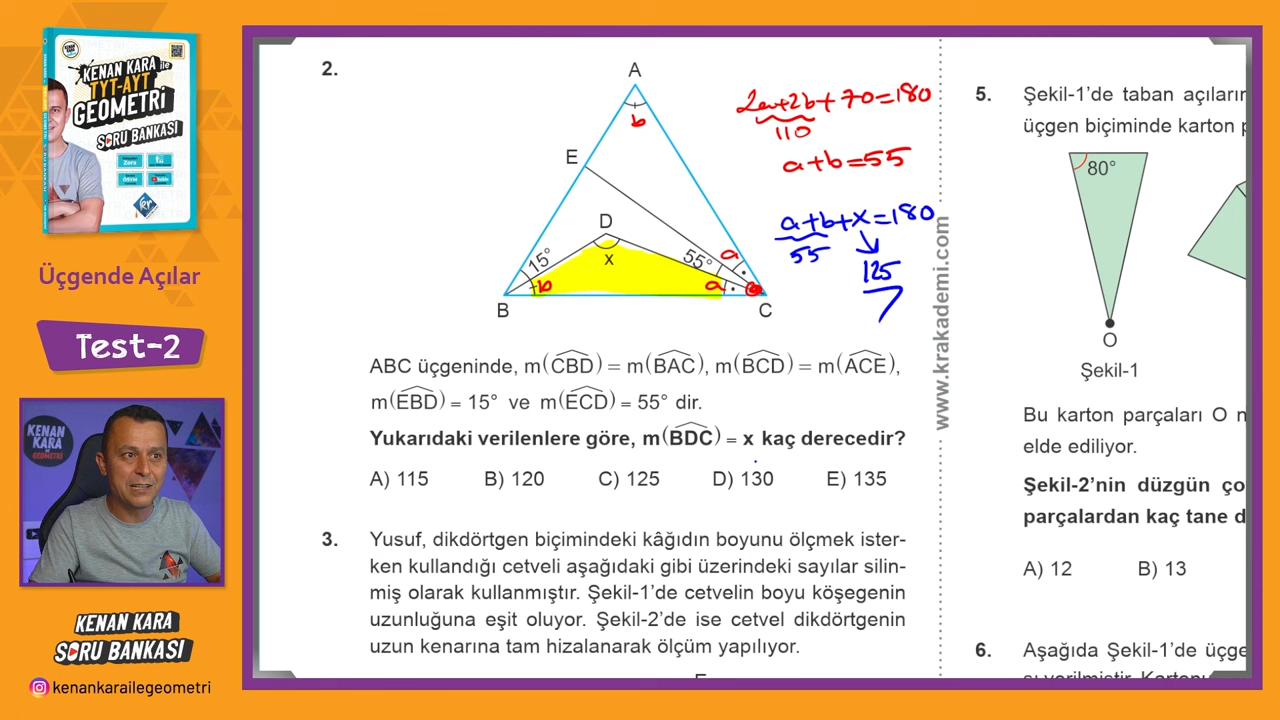 KENAN KARA ile
TYT-AYT
GEOMETRİ
SORU BANKASI
Üçgende Açılar
Test-2
KENAN KARA
SORU BANKASI
kenankarailegeometri
2.
A
b
E
D
x
15°
55°
a
b
a
B
C
2a+2b+70=180
110
a+b=55
a+b+x=180
55
125
ABC üçgeninde, m(CBD) = m(BAC), m(BCD) = m(ACE),
m(EBD) = 15° ve m(ECD) = 55° dir.
Yukarıdaki verilenlere göre, m(BDC) = x kaç derecedir?
A) 115 B) 120 C) 125 D) 130 E) 135
3. Yusuf, dikdörtgen biçimindeki kâğıdın boyunu ölçmek ister-
ken kullandığı cetveli aşağıdaki gibi üzerindeki sayılar silin-
miş olarak kullanmıştır. Şekil-1'de cetvelin boyu köşegenin
uzunluğuna eşit oluyor. Şekil-2'de ise cetvel dikdörtgenin
uzun kenarına tam hizalanarak ölçüm yapılıyor.
www.krakademi.com
5. Şekil-1'de taban açıların
üçgen biçiminde karton p
80°
O
Şekil-1
Bu karton parçaları O n
elde ediliyor.
Şekil-2'nin düzgün ço
parçalardan kaç tane d
A) 12 B) 13
6. Aşağıda Şekil-1'de üçge